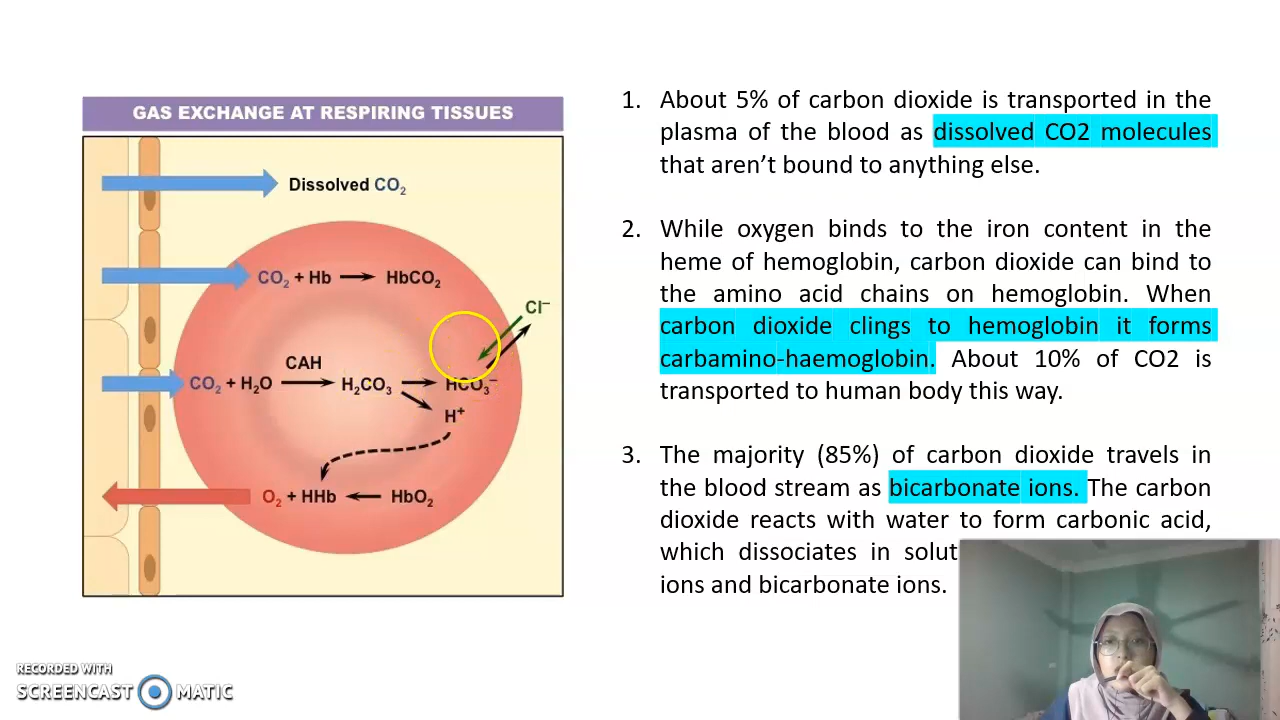 GAS EXCHANGE AT RESPIRING TISSUES
Dissolved CO₂
CO₂ + Hb → HbCO₂
Cl⁻
CAH
CO₂ + H₂O → H₂CO₃ → HCO₃⁻
H⁺
O₂ + HHb ← HbO₂
1. About 5% of carbon dioxide is transported in the
plasma of the blood as dissolved CO2 molecules
that aren’t bound to anything else.
2. While oxygen binds to the iron content in the
heme of hemoglobin, carbon dioxide can bind to
the amino acid chains on hemoglobin. When
carbon dioxide clings to hemoglobin it forms
carbamino-haemoglobin. About 10% of CO2 is
transported to human body this way.
3. The majority (85%) of carbon dioxide travels in
the blood stream as bicarbonate ions. The carbon
dioxide reacts with water to form carbonic acid,
which dissociates in solut
ions and bicarbonate ions.
RECORDED WITH
SCREENCAST MATIC